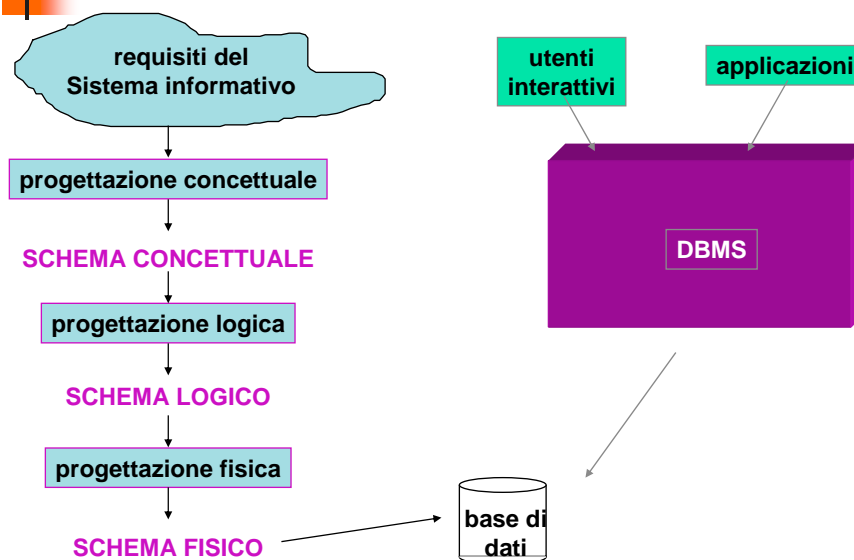 requisiti del
Sistema informativo
progettazione concettuale
SCHEMA CONCETTUALE
progettazione logica
SCHEMA LOGICO
progettazione fisica
SCHEMA FISICO
utenti
interattivi
applicazioni
DBMS
base di
dati